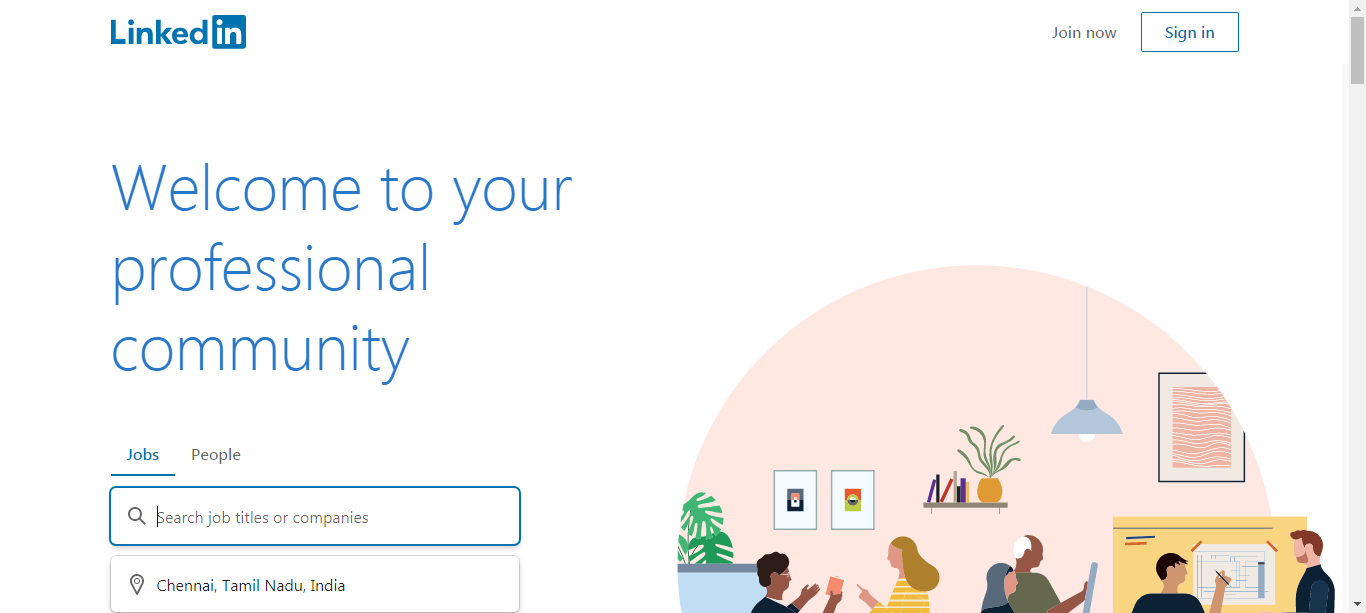 Linkedin
Join now
Sign in
Welcome to your
professional
community
Jobs
People
Search job titles or companies
Chennai, Tamil Nadu, India